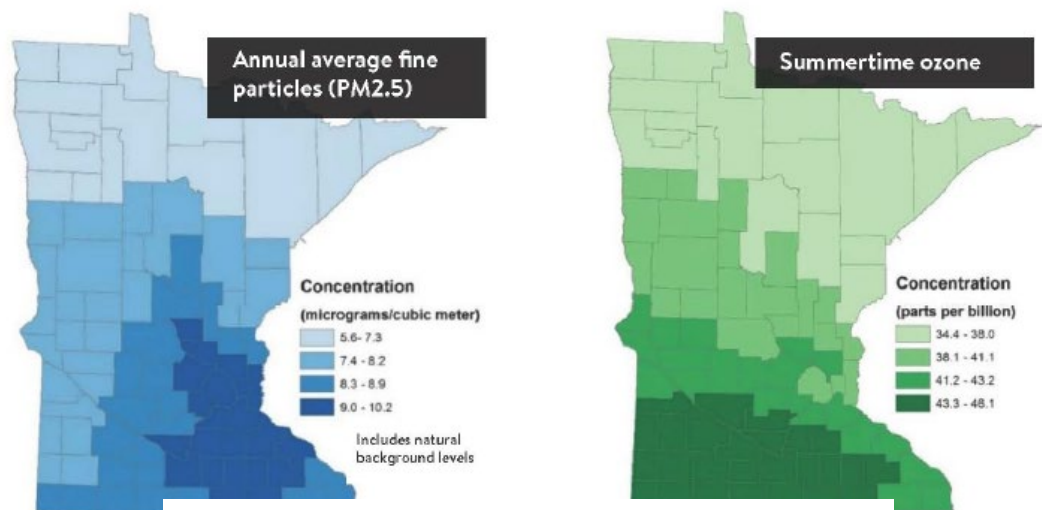 Annual average fine
particles (PM2.5)
Concentration
(micrograms/cubic meter)
5.6- 7.3
7.4 - 8.2
8.3 - 8.9
9.0 - 10.2
Includes natural
background levels
Summertime ozone
Concentration
(parts per billion)
34.4 - 38.0
38.1 - 41.1
41.2 - 43.2
43.3 - 46.1